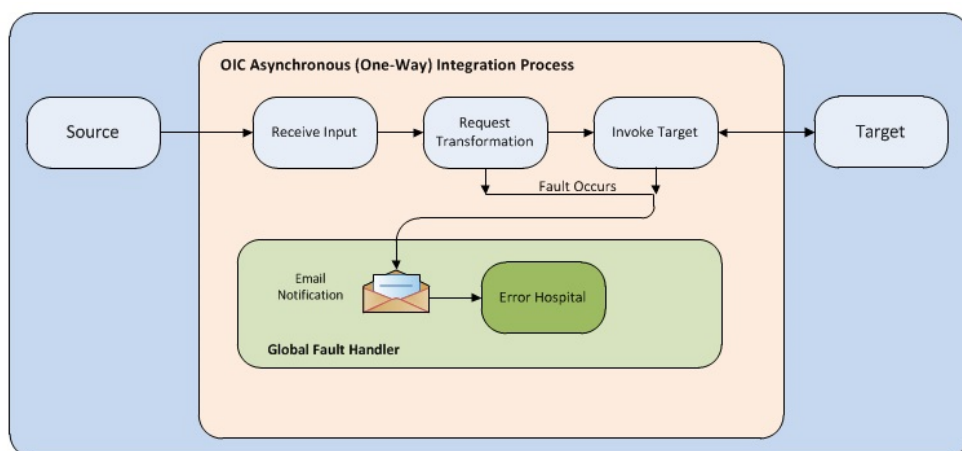 OIC Asynchronous (One-Way) Integration Process
Source
Receive Input
Request
Transformation
Invoke Target
Target
Fault Occurs
Email
Notification
Error Hospital
Global Fault Handler